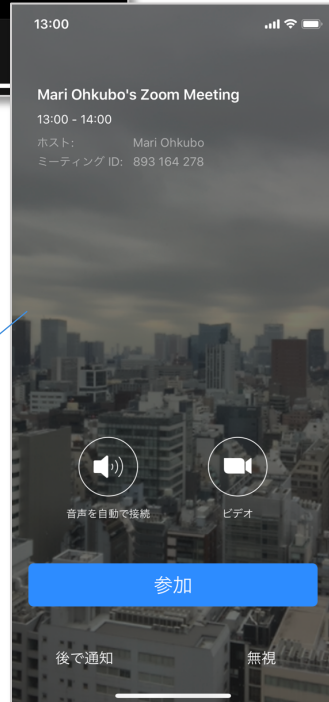 13:00
Mari Ohkubo's Zoom Meeting
13:00 - 14:00
ホスト: Mari Ohkubo
ミーティング ID: 893 164 278
音声を自動で接続
ビデオ
参加
後で通知
無視